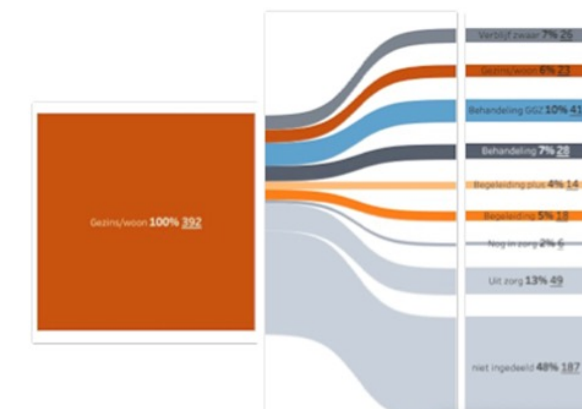 Verblijf zwaar 7% 26
Gezins/woon 6% 23
Behandeling GGZ 10% 41
Behandeling 7% 28
Begeleiding plus 4% 14
Begeleiding 5% 18
Gezins/woon 100% 392
Nog in zorg 2% 6
Uit zorg 13% 49
niet ingedeeld 48% 187